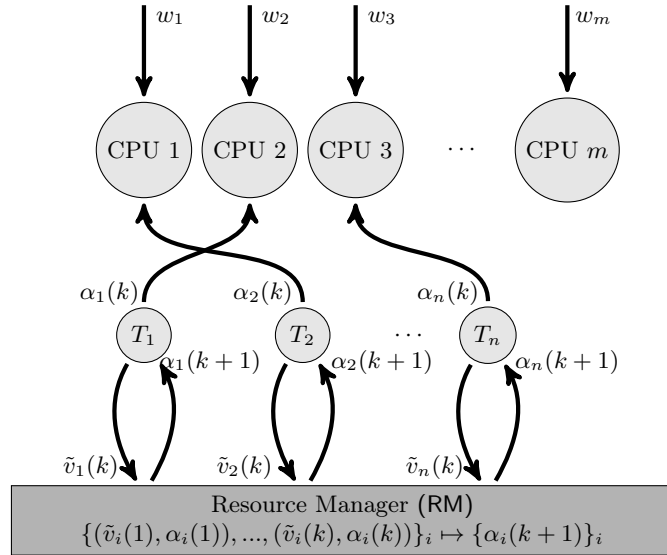 w₁ w₂ w₃ wₘ
CPU 1 CPU 2 CPU 3 ⋯ CPU m
α₁(k) α₂(k) αₙ(k)
T₁ T₂ ⋯ Tₙ
α₁(k + 1) α₂(k + 1) αₙ(k + 1)
ṽ₁(k) ṽ₂(k) ṽₙ(k)
Resource Manager (RM)
{(ṽᵢ(1), αᵢ(1)), ..., (ṽᵢ(k), αᵢ(k))}ᵢ ↦ {αᵢ(k + 1)}ᵢ